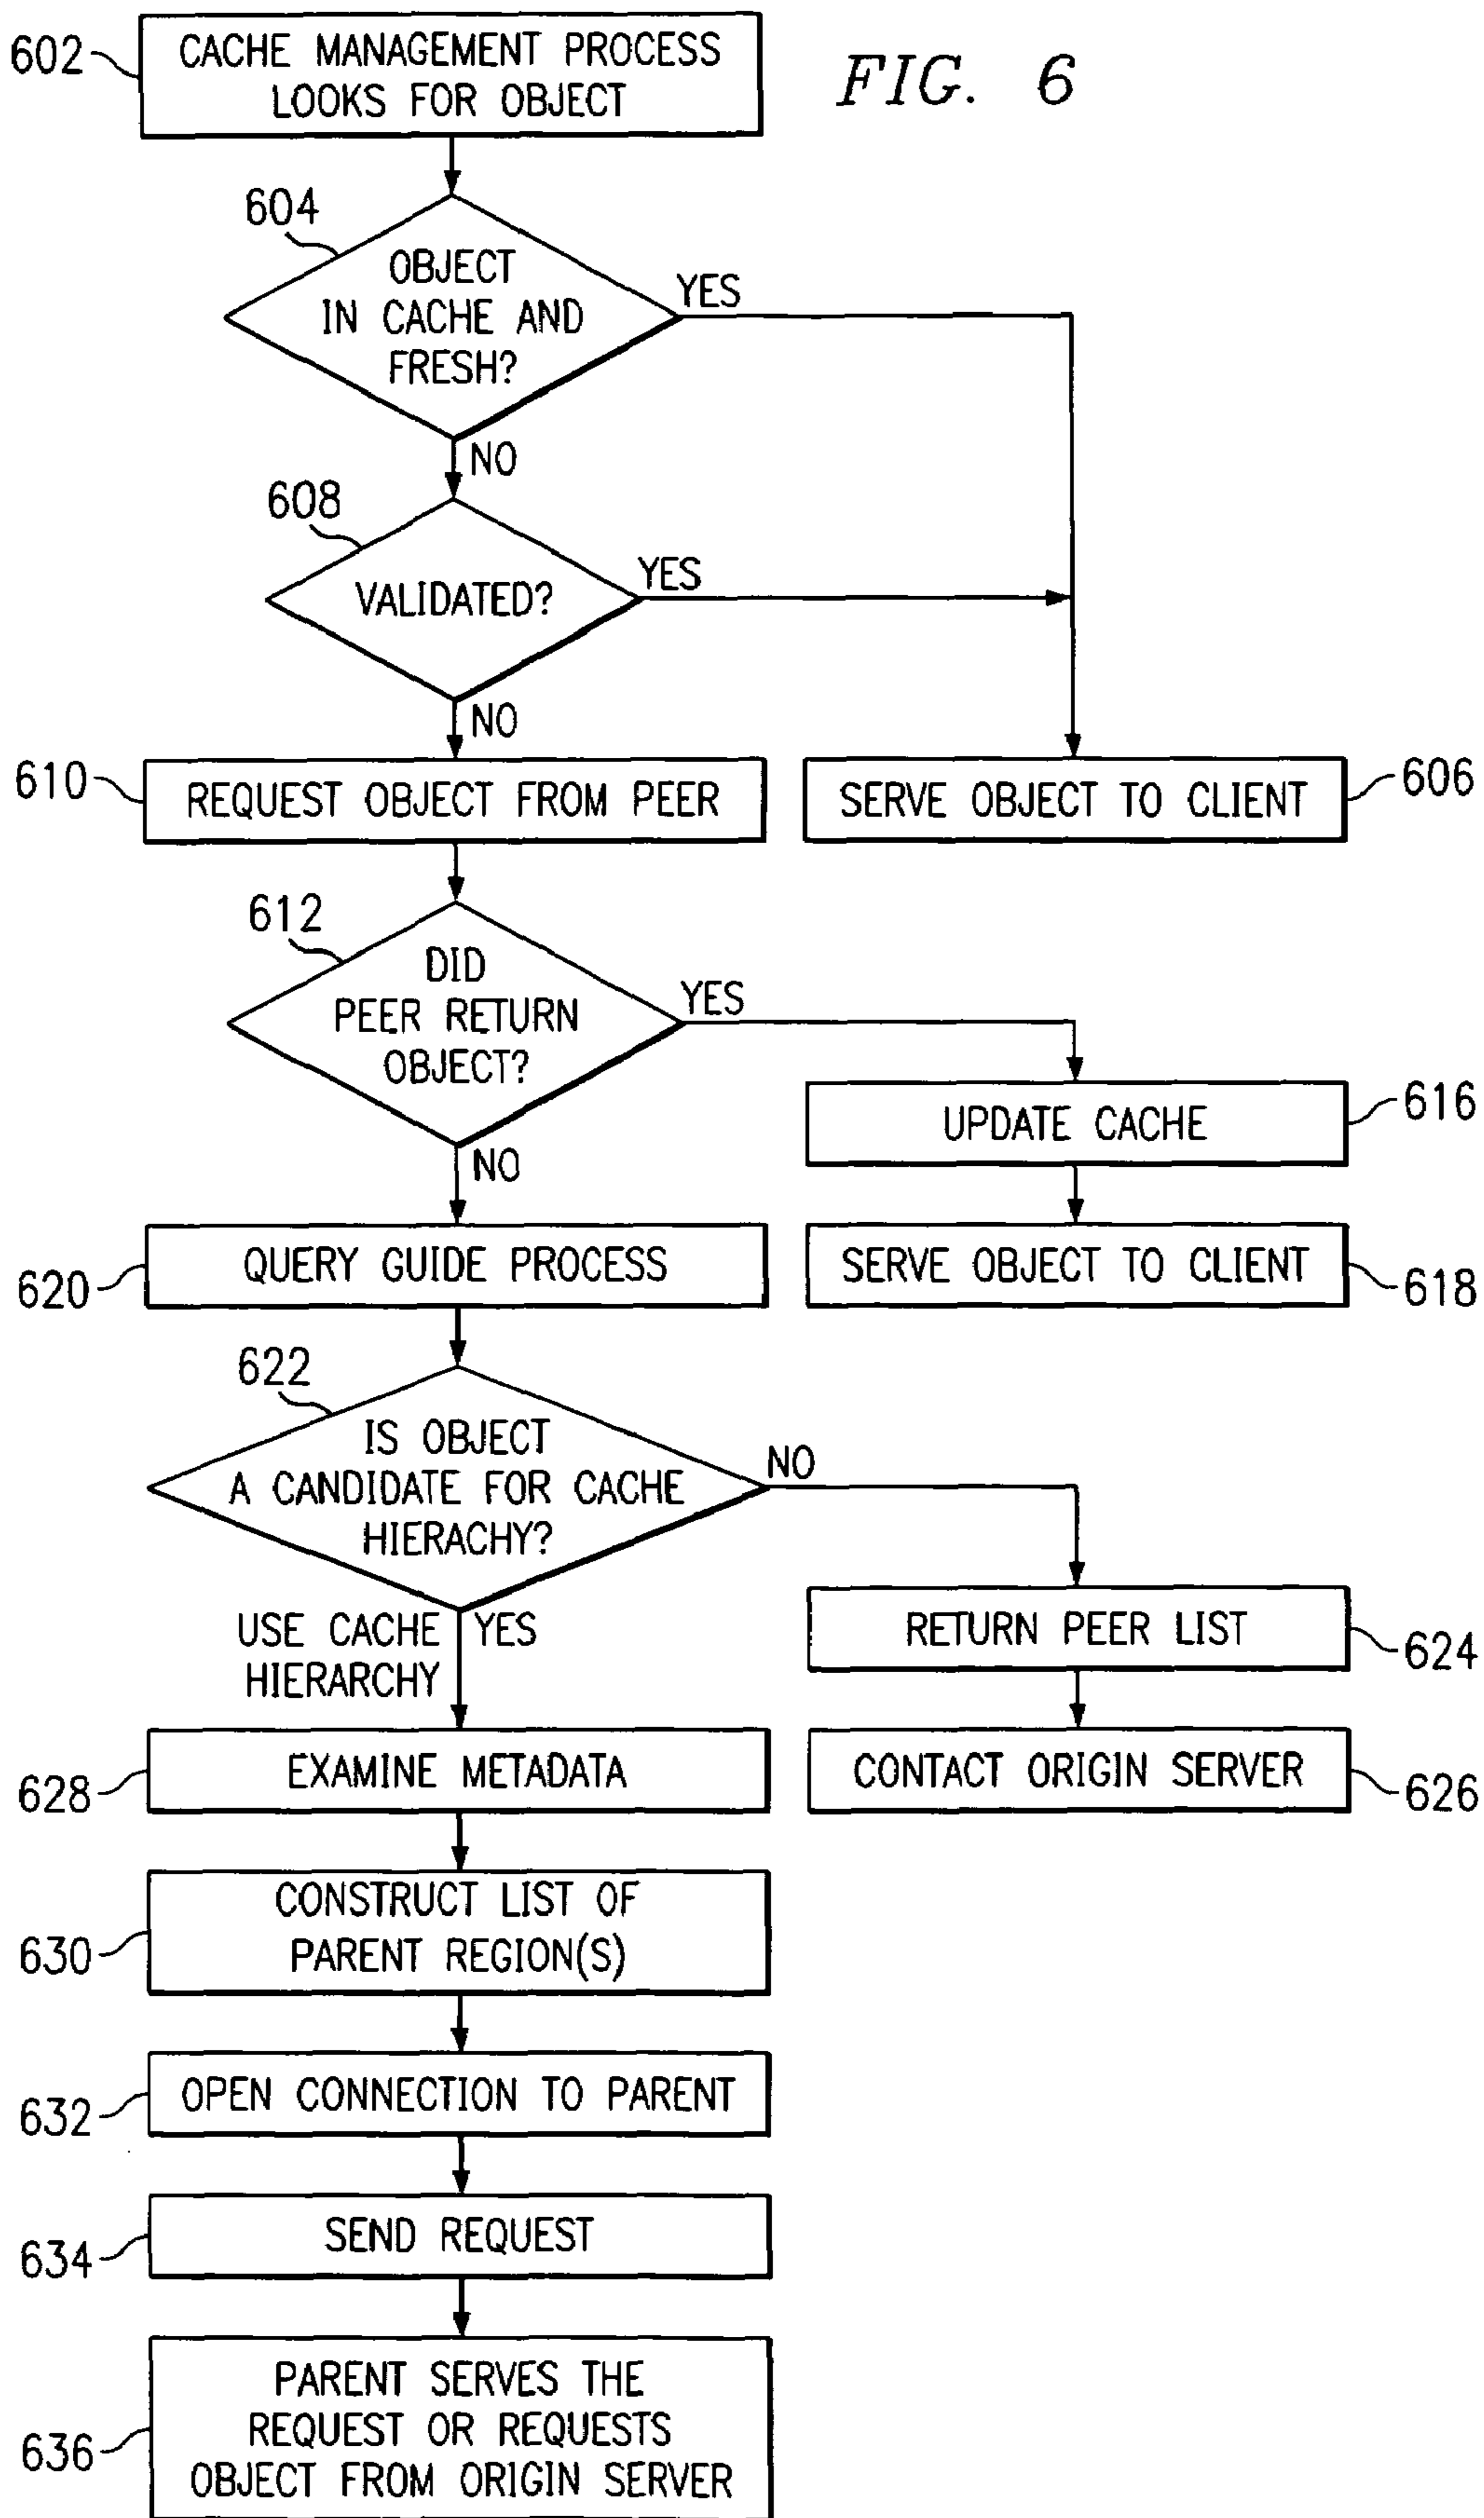 602
CACHE MANAGEMENT PROCESS
LOOKS FOR OBJECT
FIG. 6
604
OBJECT
IN CACHE AND
FRESH?
YES
NO
608
VALIDATED?
YES
NO
610
REQUEST OBJECT FROM PEER
SERVE OBJECT TO CLIENT
606
612
DID
PEER RETURN
OBJECT?
YES
NO
UPDATE CACHE
616
620
QUERY GUIDE PROCESS
SERVE OBJECT TO CLIENT
618
622
IS OBJECT
A CANDIDATE FOR CACHE
HIERACHY?
NO
USE CACHE
HIERARCHY
YES
RETURN PEER LIST
624
628
EXAMINE METADATA
CONTACT ORIGIN SERVER
626
630
CONSTRUCT LIST OF
PARENT REGION(S)
632
OPEN CONNECTION TO PARENT
634
SEND REQUEST
636
PARENT SERVES THE
REQUEST OR REQUESTS
OBJECT FROM ORIGIN SERVER